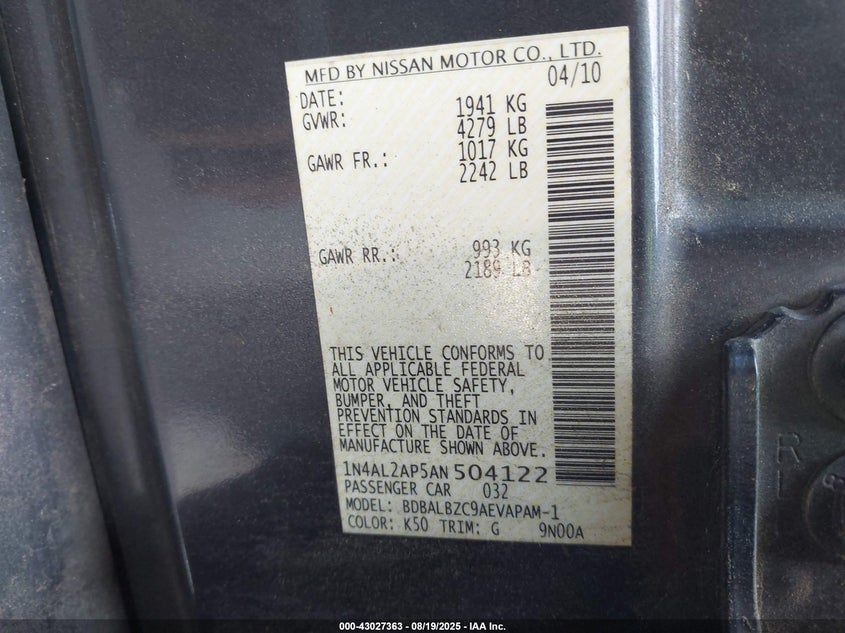 MFD BY NISSAN MOTOR CO., LTD.
DATE: 04/10
GVWR: 1941 KG
4279 LB
GAWR FR.: 1017 KG
2242 LB
GAWR RR.: 993 KG
2189 LB
THIS VEHICLE CONFORMS TO
ALL APPLICABLE FEDERAL
MOTOR VEHICLE SAFETY,
BUMPER, AND THEFT
PREVENTION STANDARDS IN
EFFECT ON THE DATE OF
MANUFACTURE SHOWN ABOVE.
1N4AL2AP5AN504122
PASSENGER CAR 032
MODEL: BDBALBZC9AEVAPAM-1
COLOR: K50 TRIM: G 9N00A
000-43027363 - 08/19/2025 - IAA Inc.